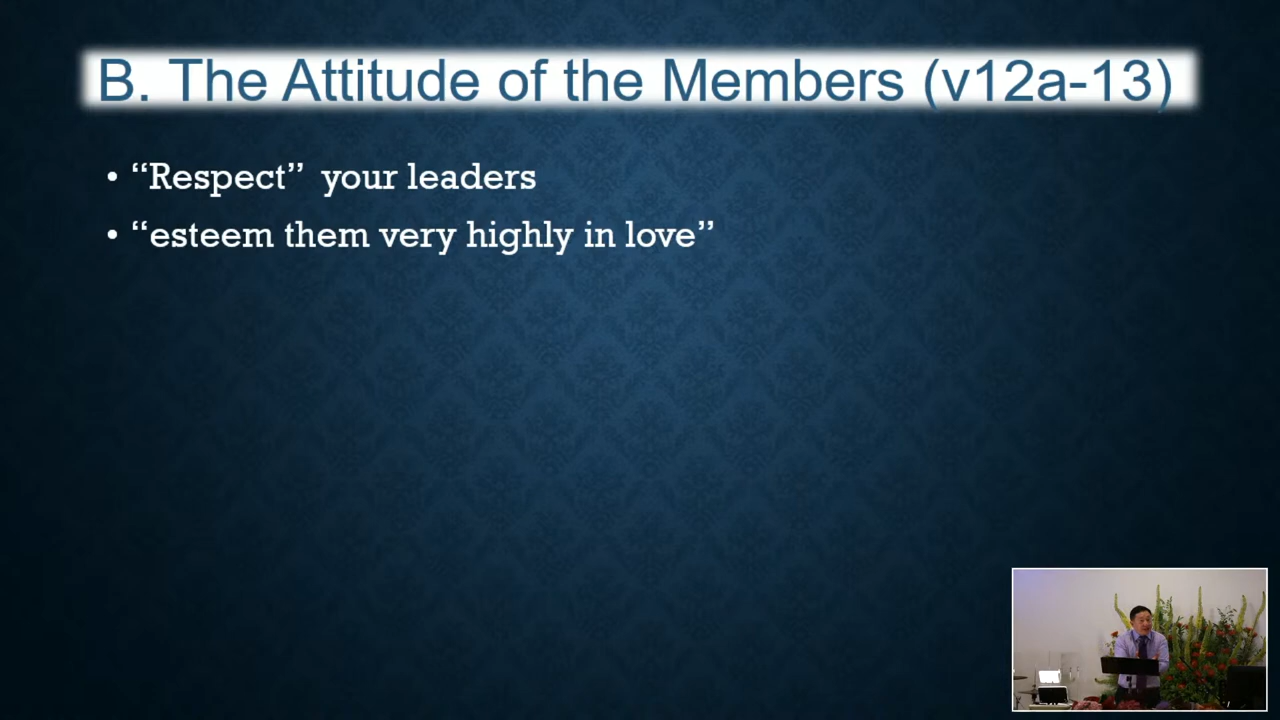 B. The Attitude of the Members (v12a-13)
• “Respect”  your leaders
• “esteem them very highly in love”